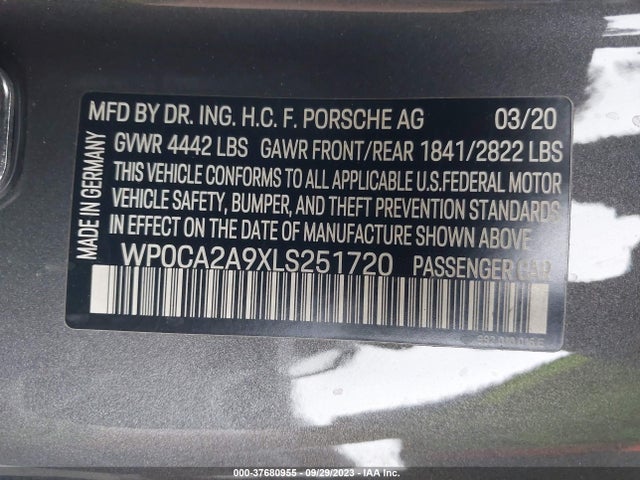 MFD BY DR. ING. H.C. F. PORSCHE AG 03/20
GVWR 4442 LBS GAWR FRONT/REAR 1841/2822 LBS
THIS VEHICLE CONFORMS TO ALL APPLICABLE U.S.FEDERAL MOTOR
VEHICLE SAFETY, BUMPER, AND THEFT PREVENTION STANDARDS
IN EFFECT ON THE DATE OF MANUFACTURE SHOWN ABOVE
WP0CA2A9XLS251720 PASSENGER CAR
MADE IN GERMANY
000-37680955 - 09/29/2023 - IAA Inc.